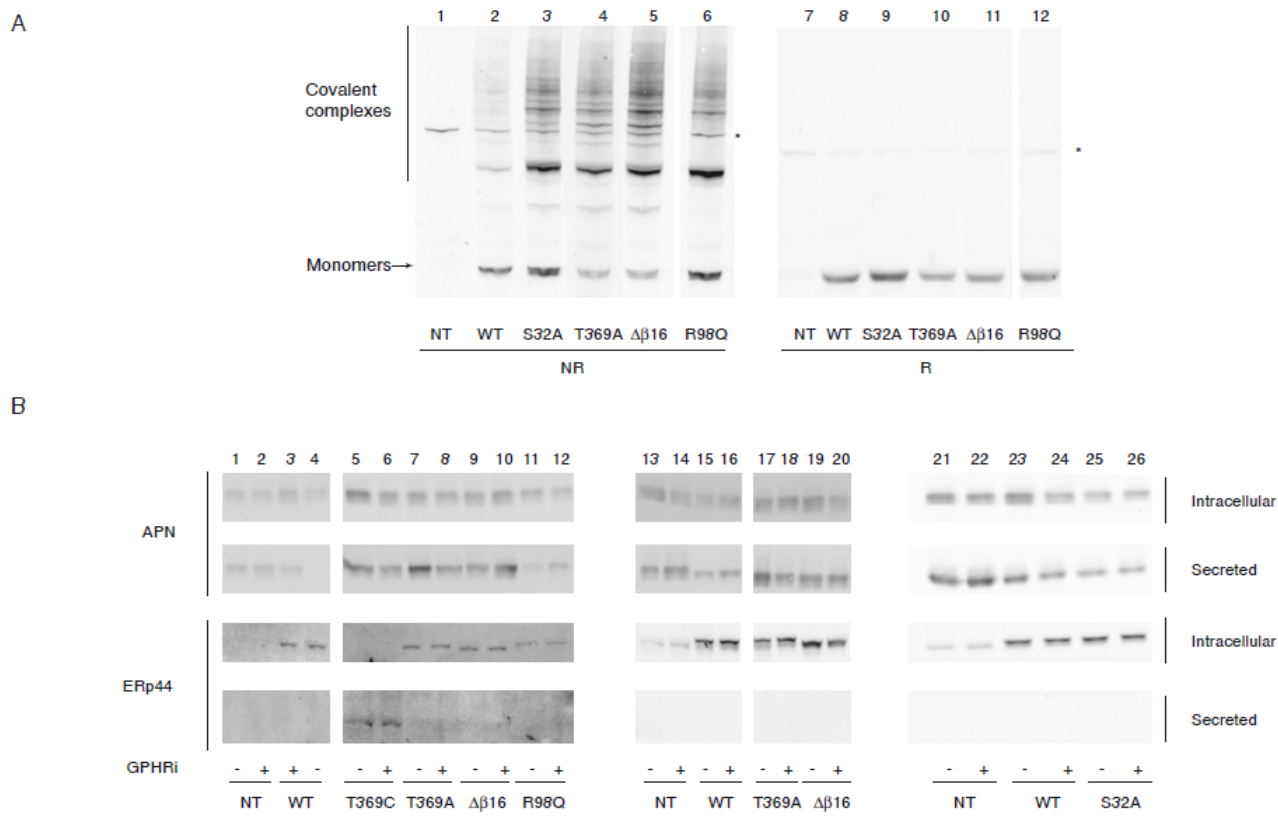 A
1 2 3 4 5 6 7 8 9 10 11 12
Covalent
complexes
*
*
Monomers→
NT WT S32A T369A Δβ16 R98Q NT WT S32A T369A Δβ16 R98Q
NR R
B
1 2 3 4 5 6 7 8 9 10 11 12 13 14 15 16 17 18 19 20 21 22 23 24 25 26
Intracellular
APN
Secreted
Intracellular
ERp44
Secreted
GPHRi - + + - - + - + - + - + - + - + - + - + - + - + - +
NT WT T369C T369A Δβ16 R98Q NT WT T369A Δβ16 NT WT S32A